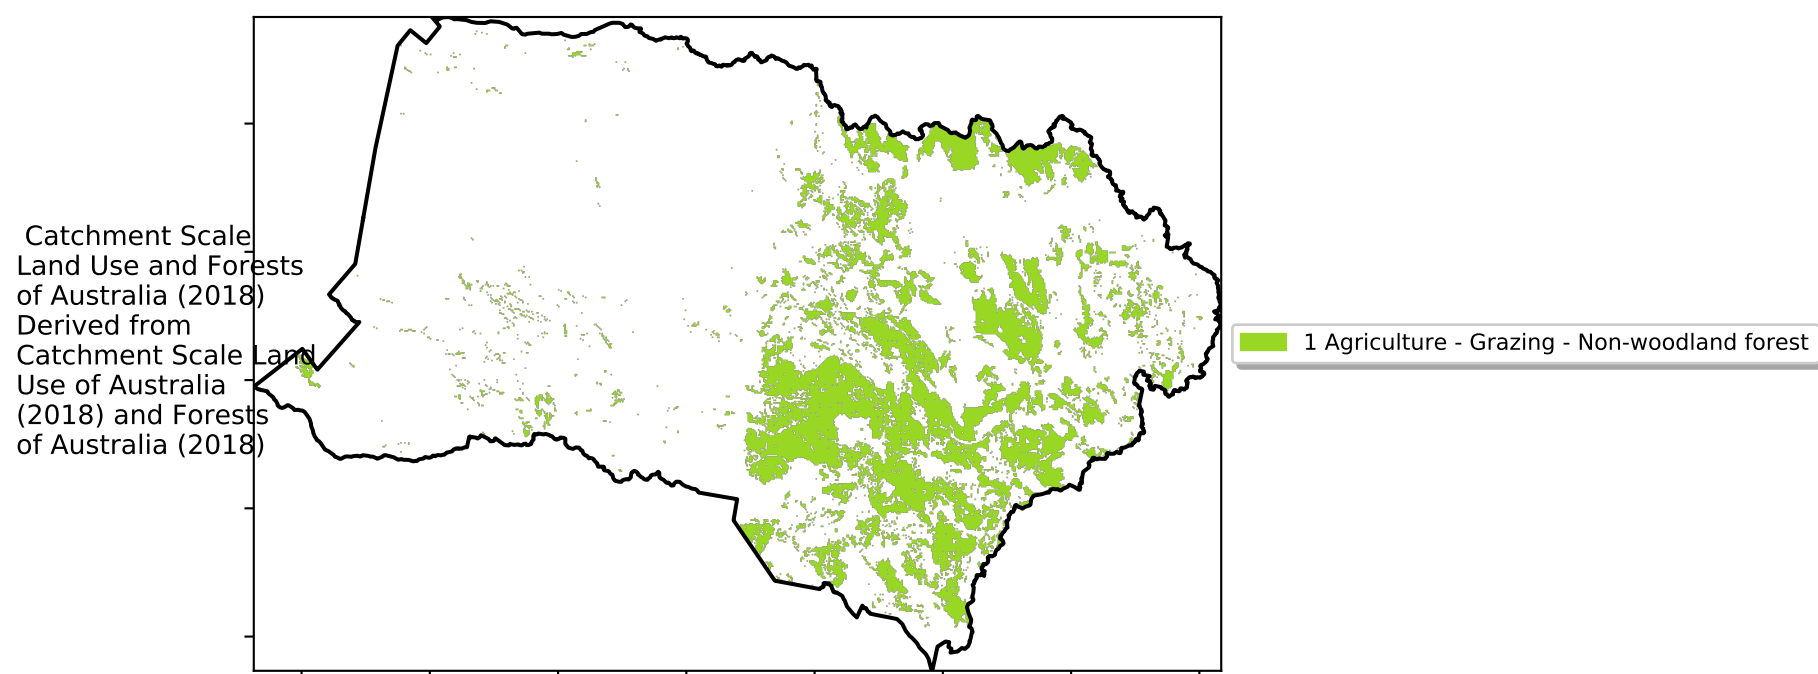 Catchment Scale
Land Use and Forests
of Australia (2018)
Derived from
Catchment Scale Land
Use of Australia
(2018) and Forests
of Australia (2018)
1 Agriculture - Grazing - Non-woodland forest